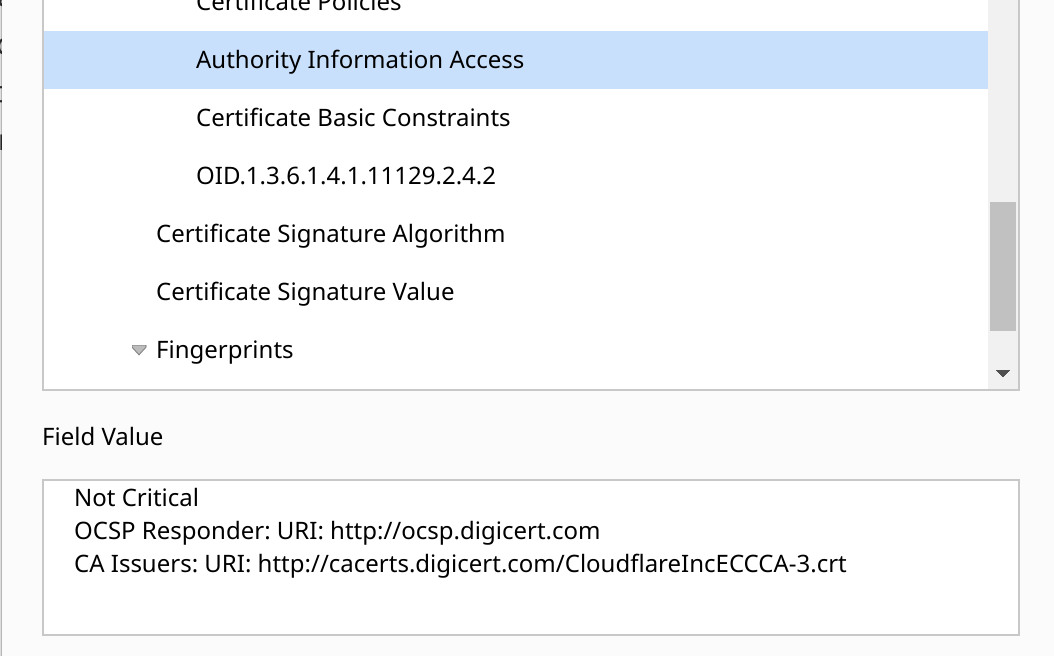 Certificate Policies
Authority Information Access
Certificate Basic Constraints
OID.1.3.6.1.4.1.11129.2.4.2
Certificate Signature Algorithm
Certificate Signature Value
Fingerprints
Field Value
Not Critical
OCSP Responder: URI: http://ocsp.digicert.com
CA Issuers: URI: http://cacerts.digicert.com/CloudflareIncECCCA-3.crt